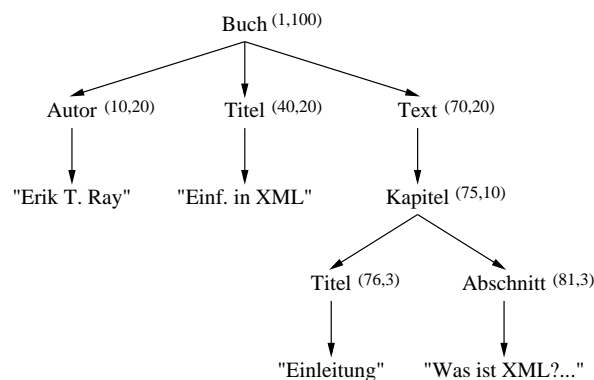 Buch (1,100)
Autor (10,20) Titel (40,20) Text (70,20)
"Erik T. Ray" "Einf. in XML" Kapitel (75,10)
Titel (76,3) Abschnitt (81,3)
"Einleitung" "Was ist XML?..."